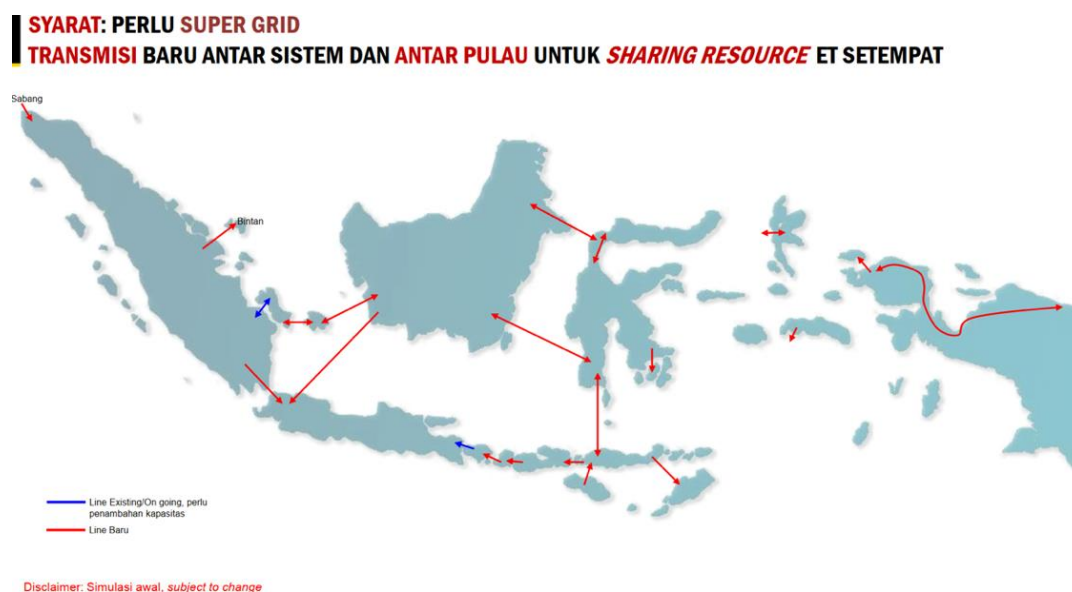 SYARAT: PERLU SUPER GRID
TRANSMISI BARU ANTAR SISTEM DAN ANTAR PULAU UNTUK SHARING RESOURCE ET SETEMPAT
Sabang
Bintan
Line Existing/On going, perlu
penambahan kapasitas
Line Baru
Disclaimer: Simulasi awal, subject to change